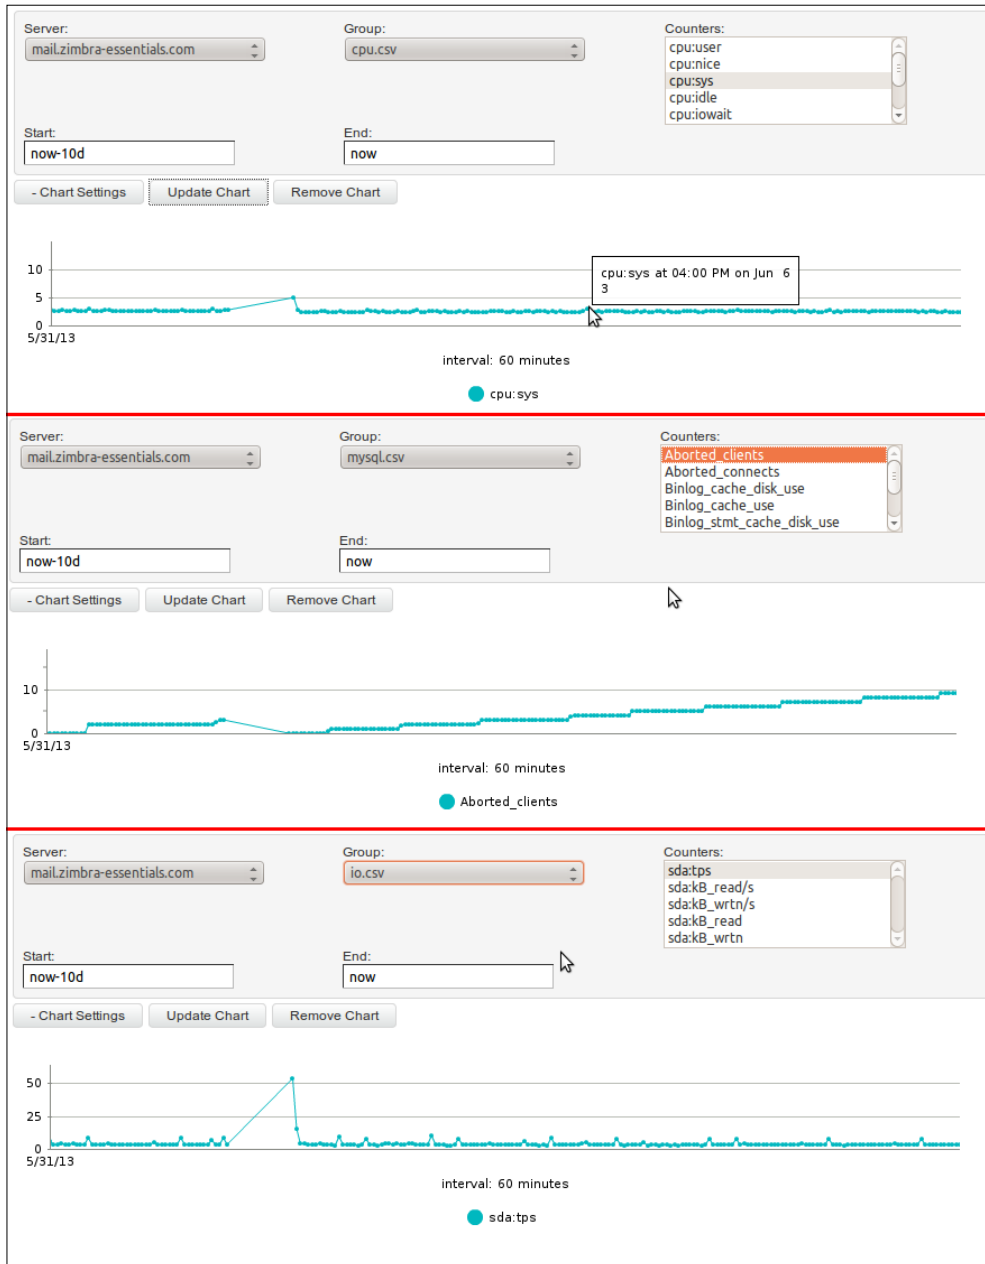 Server: Group: Counters:
mail.zimbra-essentials.com cpu.csv cpu:user
cpu:nice
cpu:sys
cpu:idle
cpu:iowait
Start: End:
now-10d now
- Chart Settings Update Chart Remove Chart
10
cpu:sys at 04:00 PM on Jun 6
3
5
0
5/31/13
interval: 60 minutes
cpu:sys
Server: Group: Counters:
mail.zimbra-essentials.com mysql.csv Aborted_clients
Aborted_connects
Binlog_cache_disk_use
Binlog_cache_use
Binlog_stmt_cache_disk_use
Start: End:
now-10d now
- Chart Settings Update Chart Remove Chart
10
0
5/31/13
interval: 60 minutes
Aborted_clients
Server: Group: Counters:
mail.zimbra-essentials.com io.csv sda:tps
sda:kB_read/s
sda:kB_wrtn/s
sda:kB_read
sda:kB_wrtn
Start: End:
now-10d now
- Chart Settings Update Chart Remove Chart
50
25
0
5/31/13
interval: 60 minutes
sda:tps